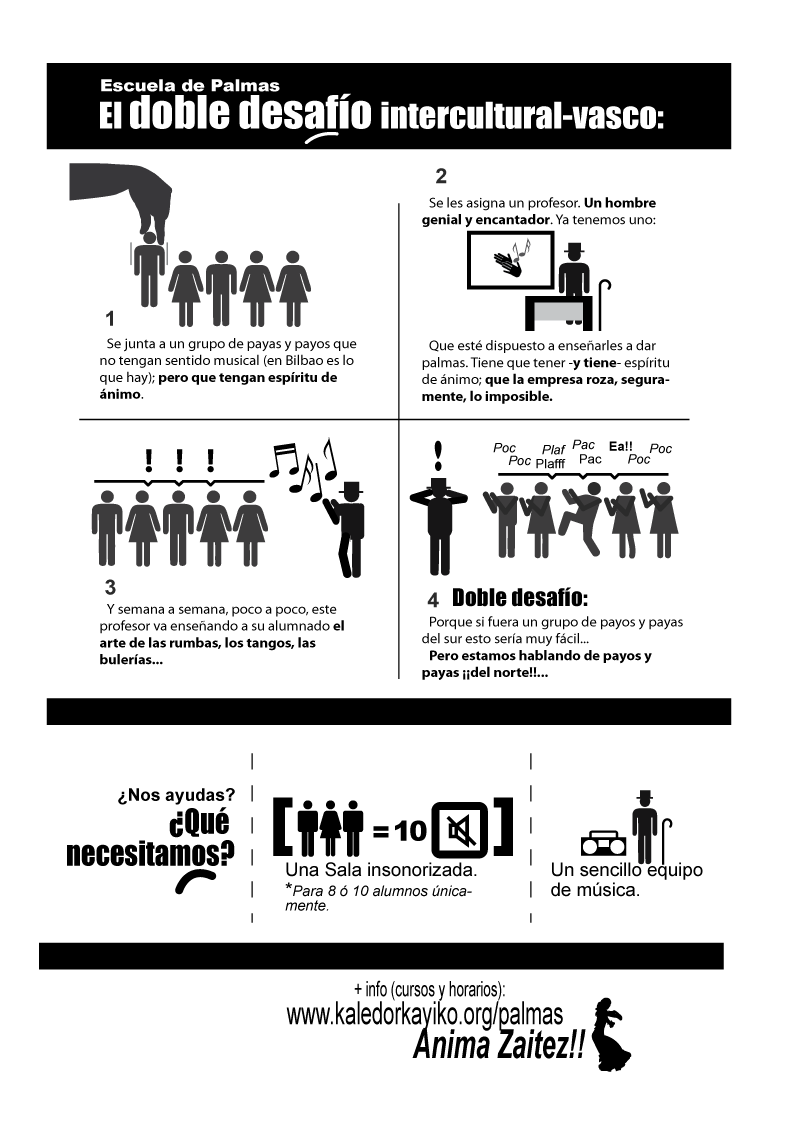 Escuela de Palmas
El doble desafío intercultural-vasco:
1
Se junta a un grupo de payas y payos que
no tengan sentido musical (en Bilbao es lo
que hay); pero que tengan espíritu de
ánimo.
2
Se les asigna un profesor. Un hombre
genial y encantador. Ya tenemos uno:
Que esté dispuesto a enseñarles a dar
palmas. Tiene que tener -y tiene- espíritu
de ánimo; que la empresa roza, segura-
mente, lo imposible.
! ! !
3
Y semana a semana, poco a poco, este
profesor va enseñando a su alumnado el
arte de las rumbas, los tangos, las
bulerías...
!
Poc Plaf Pac Ea!! Poc
Poc Plafff Pac Poc
4 Doble desafío:
Porque si fuera un grupo de payos y payas
del sur esto sería muy fácil...
Pero estamos hablando de payos y
payas ¡¡del norte!!...
¿Nos ayudas?
¿Qué
necesitamos?
[ = 10 ]
Una Sala insonorizada.
*Para 8 ó 10 alumnos única-
mente.
Un sencillo equipo
de música.
+ info (cursos y horarios):
www.kaledorkayiko.org/palmas
Anima Zaitez!!